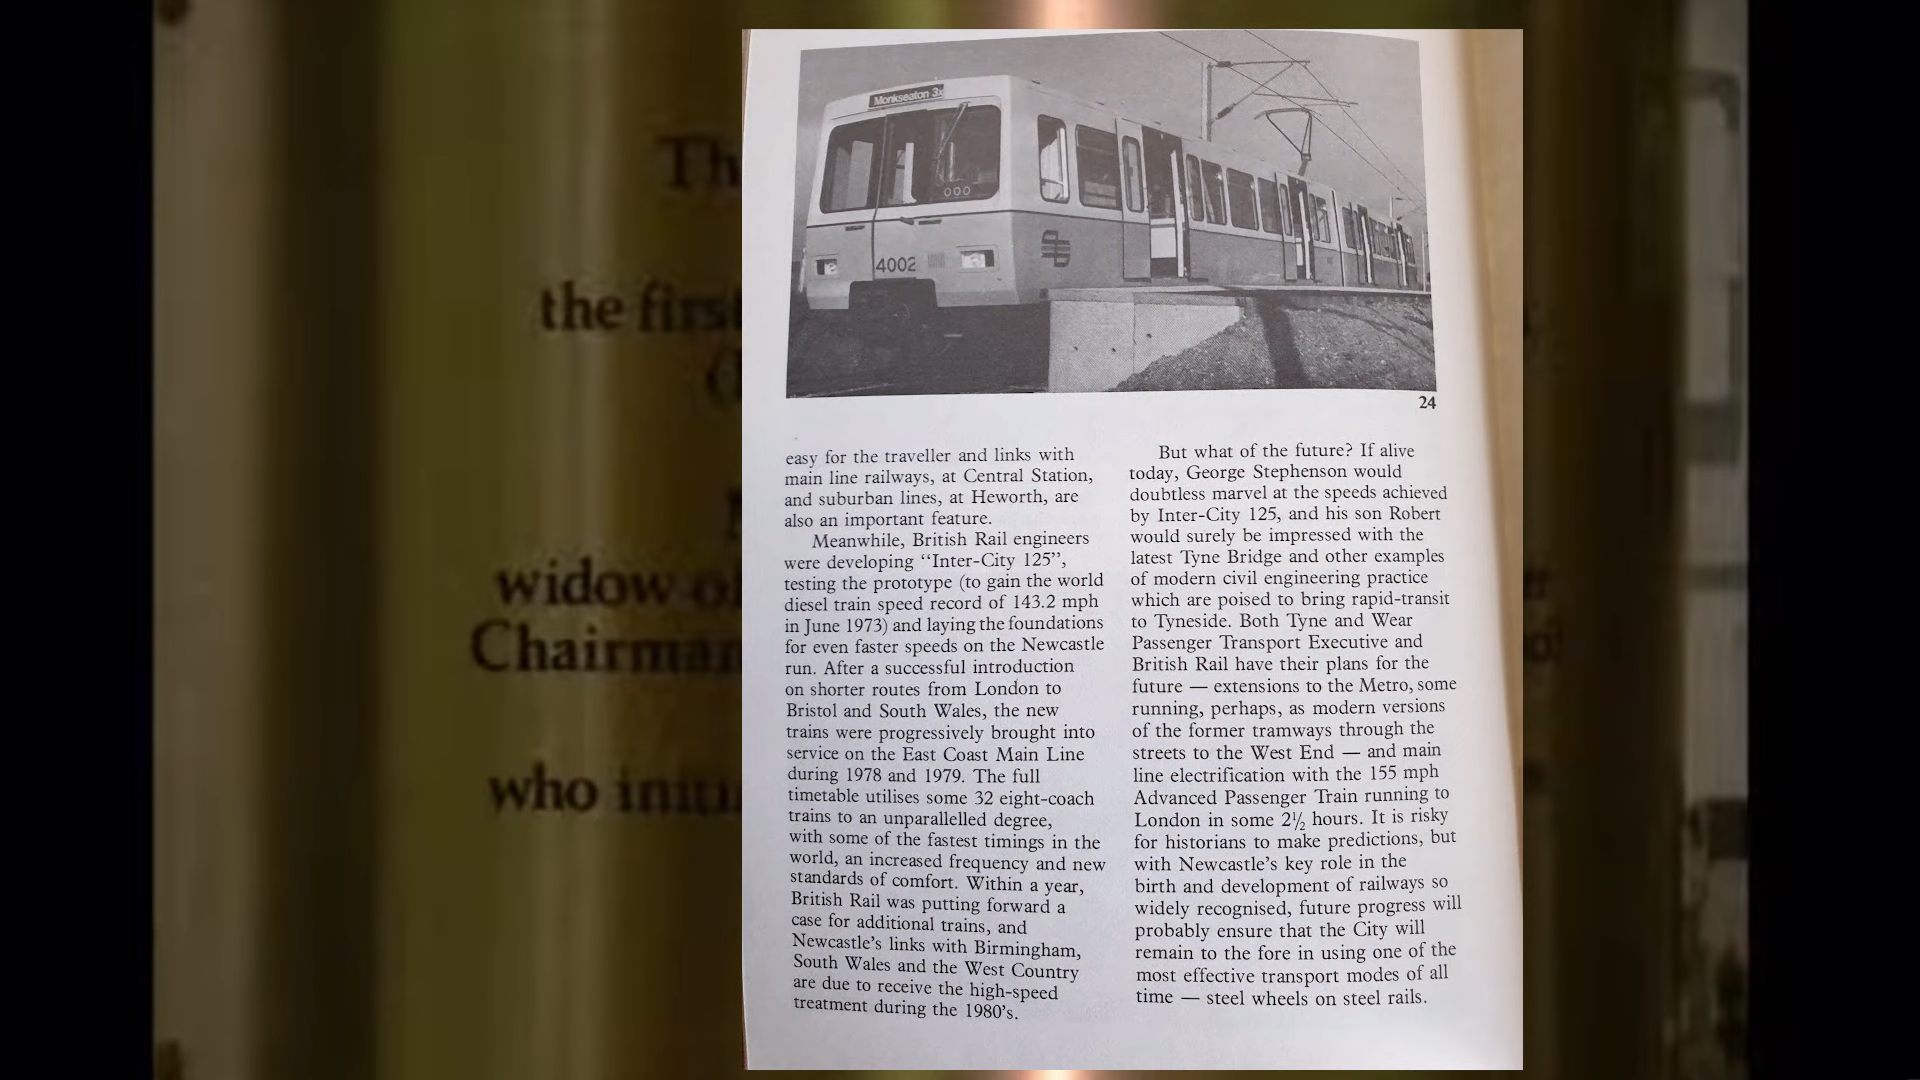 Th
the first
widow of
Chairman
who initi
Monkseaton 3x
000
4002
24
easy for the traveller and links with
main line railways, at Central Station,
and suburban lines, at Heworth, are
also an important feature.
Meanwhile, British Rail engineers
were developing “Inter-City 125”,
testing the prototype (to gain the world
diesel train speed record of 143.2 mph
in June 1973) and laying the foundations
for even faster speeds on the Newcastle
run. After a successful introduction
on shorter routes from London to
Bristol and South Wales, the new
trains were progressively brought into
service on the East Coast Main Line
during 1978 and 1979. The full
timetable utilises some 32 eight-coach
trains to an unparallelled degree,
with some of the fastest timings in the
world, an increased frequency and new
standards of comfort. Within a year,
British Rail was putting forward a
case for additional trains, and
Newcastle’s links with Birmingham,
South Wales and the West Country
are due to receive the high-speed
treatment during the 1980’s.
But what of the future? If alive
today, George Stephenson would
doubtless marvel at the speeds achieved
by Inter-City 125, and his son Robert
would surely be impressed with the
latest Tyne Bridge and other examples
of modern civil engineering practice
which are poised to bring rapid-transit
to Tyneside. Both Tyne and Wear
Passenger Transport Executive and
British Rail have their plans for the
future — extensions to the Metro, some
running, perhaps, as modern versions
of the former tramways through the
streets to the West End — and main
line electrification with the 155 mph
Advanced Passenger Train running to
London in some 2½ hours. It is risky
for historians to make predictions, but
with Newcastle’s key role in the
birth and development of railways so
widely recognised, future progress will
probably ensure that the City will
remain to the fore in using one of the
most effective transport modes of all
time — steel wheels on steel rails.